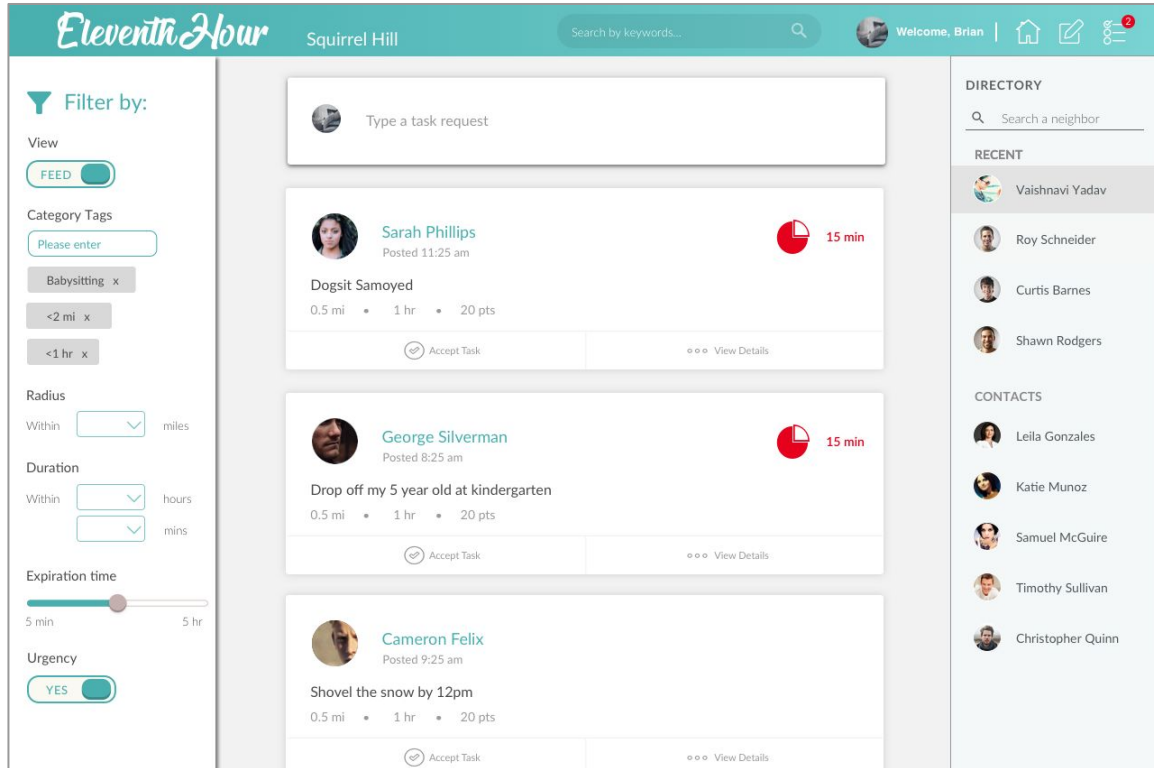 Eleventh Hour
Squirrel Hill
Search by keywords...
Welcome, Brian |
2
Filter by:
View
FEED
Category Tags
Please enter
Babysitting x
<2 mi x
<1 hr x
Radius
Within miles
Duration
Within hours
mins
Expiration time
5 min 5 hr
Urgency
YES
Type a task request
Sarah Phillips
Posted 11:25 am
15 min
Dogsit Samoyed
0.5 mi • 1 hr • 20 pts
Accept Task
View Details
George Silverman
Posted 8:25 am
15 min
Drop off my 5 year old at kindergarten
0.5 mi • 1 hr • 20 pts
Accept Task
View Details
Cameron Felix
Posted 9:25 am
Shovel the snow by 12pm
0.5 mi • 1 hr • 20 pts
Accept Task
View Details
DIRECTORY
Search a neighbor
RECENT
Vaishnavi Yadav
Roy Schneider
Curtis Barnes
Shawn Rodgers
CONTACTS
Leila Gonzales
Katie Munoz
Samuel McGuire
Timothy Sullivan
Christopher Quinn